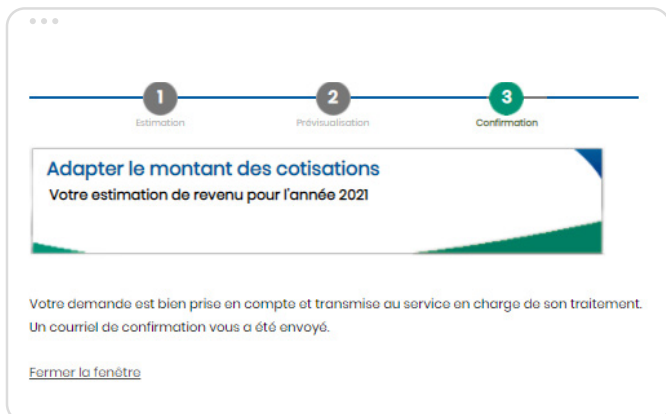 1 2 3
Estimation Prévisualisation Confirmation
Adapter le montant des cotisations
Votre estimation de revenu pour l'année 2021
Votre demande est bien prise en compte et transmise au service en charge de son traitement.
Un courriel de confirmation vous a été envoyé.
Fermer la fenêtre